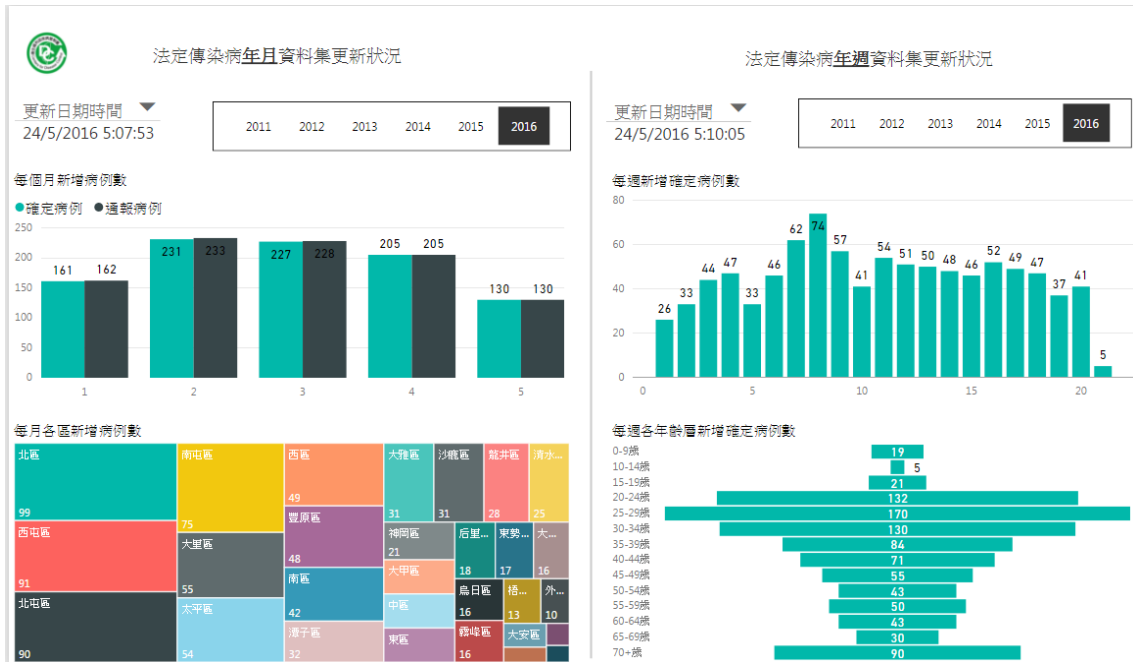 法定傳染病年月資料集更新狀況
更新日期時間
24/5/2016 5:07:53
2011 2012 2013 2014 2015 2016
每個月新增病例數
確定病例 通報病例
250
200
150
100
50
0
161 162
231 233
227 228
205 205
130 130
1 2 3 4 5
每月各區新增病例數
北區
99
西屯區
91
北屯區
90
南屯區
75
大里區
55
太平區
54
西區
49
豐原區
48
南區
42
潭子區
32
大雅區
31
沙鹿區
31
龍井區
28
清水...
25
神岡區
21
大甲區
中區
東區
后里...
18
東勢...
17
大...
16
烏日區
16
梧...
13
外...
10
霧峰區
16
大安區
法定傳染病年週資料集更新狀況
更新日期時間
24/5/2016 5:10:05
2011 2012 2013 2014 2015 2016
每週新增確定病例數
80
60
40
20
0
26 33 44 47 33 46 62 74 57 41 54 51 50 48 46 52 49 47 37 41 5
0 5 10 15 20
每週各年齡層新增確定病例數
0-9歲 19
10-14歲 5
15-19歲 21
20-24歲 132
25-29歲 170
30-34歲 130
35-39歲 84
40-44歲 71
45-49歲 55
50-54歲 43
55-59歲 50
60-64歲 43
65-69歲 30
70+歲 90